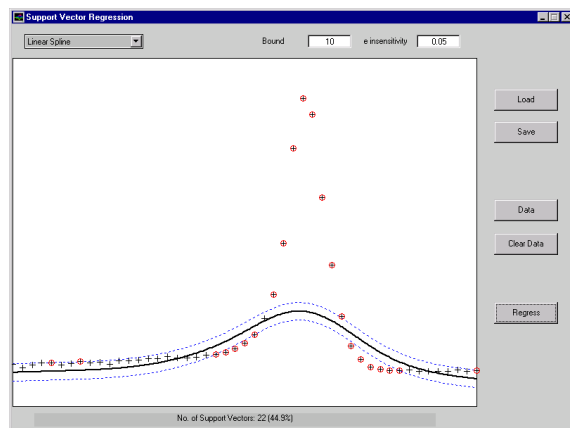 Support Vector Regression
Linear Spline
Bound 10 e insensitivity 0.05
Load
Save
Data
Clear Data
Regress
No. of Support Vectors: 22 (44.9%)